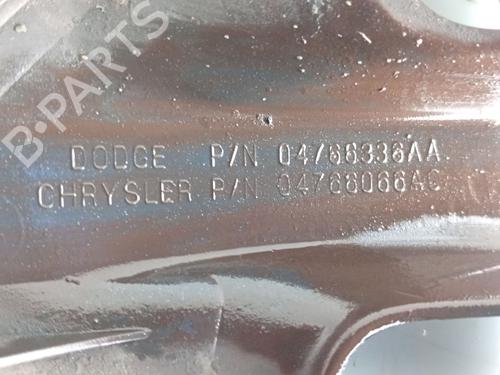 B-PARTS
DODGE P/N 04766336AA
CHRYSLER P/N 04766066AC